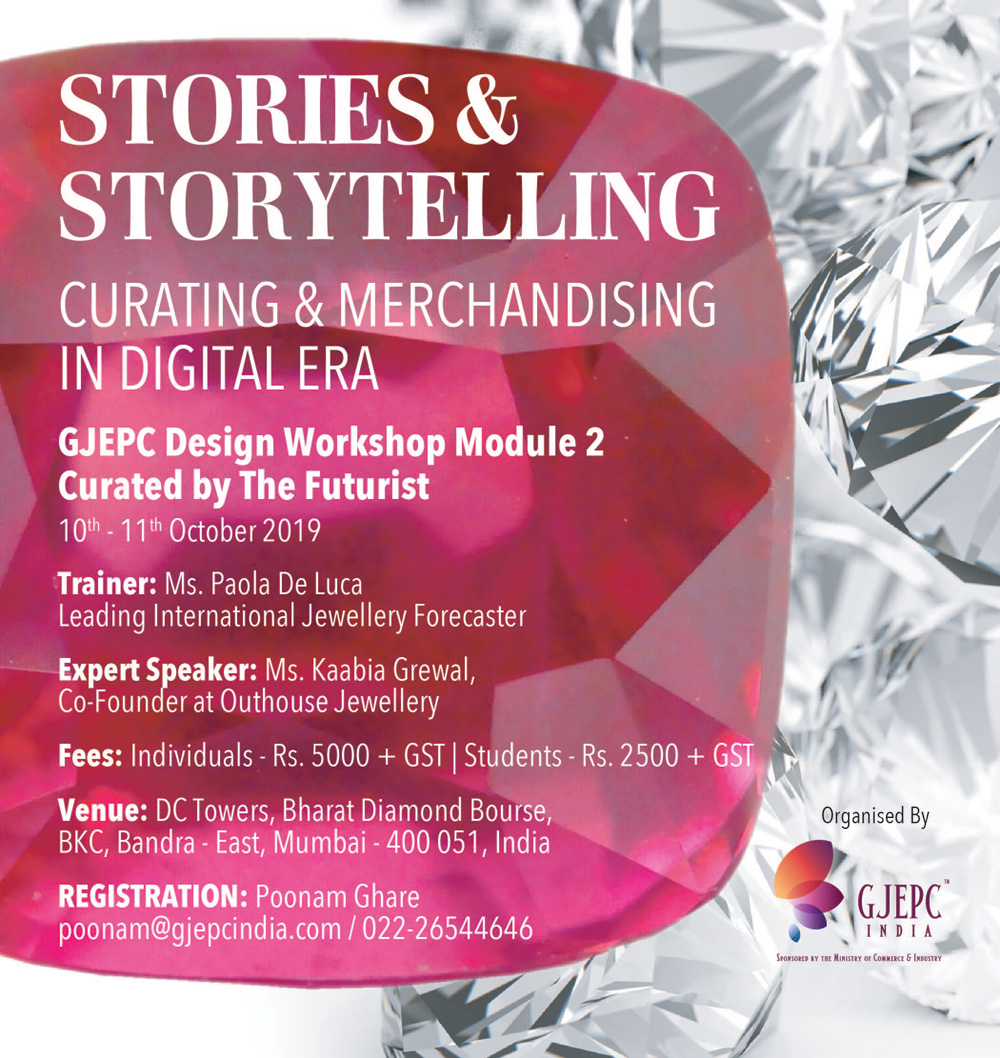 STORIES &
STORYTELLING
CURATING & MERCHANDISING
IN DIGITAL ERA
GJEPC Design Workshop Module 2
Curated by The Futurist
10th - 11th October 2019
Trainer: Ms. Paola De Luca
Leading International Jewellery Forecaster
Expert Speaker: Ms. Kaabia Grewal,
Co-Founder at Outhouse Jewellery
Fees: Individuals - Rs. 5000 + GST | Students - Rs. 2500 + GST
Venue: DC Towers, Bharat Diamond Bourse,
BKC, Bandra - East, Mumbai - 400 051, India
REGISTRATION: Poonam Ghare
poonam@gjepcindia.com / 022-26544646
Organised By
GJEPC™
INDIA
SPONSORED BY THE MINISTRY OF COMMERCE & INDUSTRY